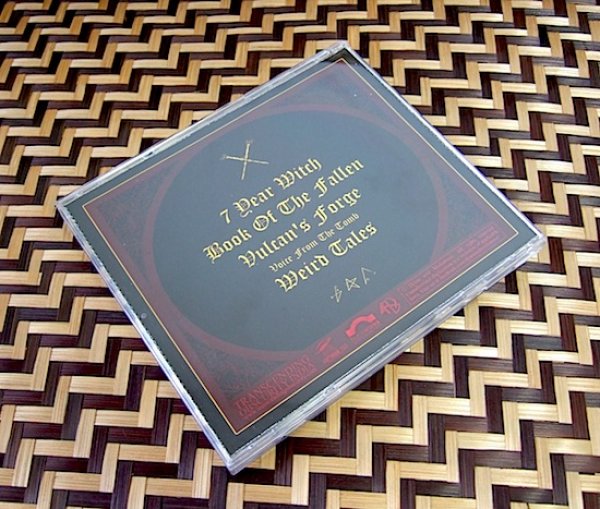 7 Year Witch
Book Of The Fallen
Vulcan's Forge
Voice From The Tomb
Weird Tales